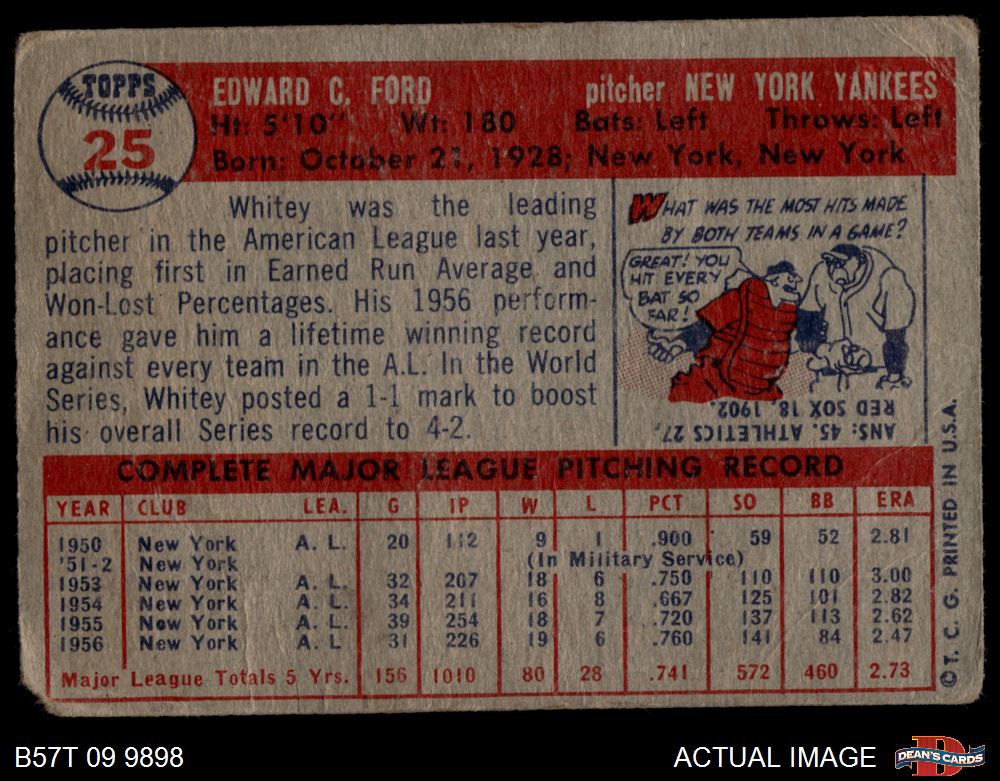 TOPPS
25
EDWARD C. FORD pitcher NEW YORK YANKEES
Ht: 5'10" Wt: 180 Bats: Left Throws: Left
Born: October 21, 1928; New York, New York
Whitey was the leading
pitcher in the American League last year,
placing first in Earned Run Average and
Won-Lost Percentages. His 1956 perform-
ance gave him a lifetime winning record
against every team in the A.L. In the World
Series, Whitey posted a 1-1 mark to boost
his overall Series record to 4-2.
WHAT WAS THE MOST HITS MADE
BY BOTH TEAMS IN A GAME?
GREAT! YOU
HIT EVERY
BAT SO
FAR!
ANS: 45. ATHLETICS 27,
RED SOX 18, 1902.
COMPLETE MAJOR LEAGUE PITCHING RECORD
YEAR CLUB LEA. G IP W L PCT SO BB ERA
1950 New York A. L. 20 112 9 1 .900 59 52 2.81
'51-2 New York (In Military Service)
1953 New York A. L. 32 207 18 6 .750 110 110 3.00
1954 New York A. L. 34 211 16 8 .667 125 101 2.82
1955 New York A. L. 39 254 18 7 .720 137 113 2.62
1956 New York A. L 31 226 19 6 .760 141 84 2.47
Major League Totals 5 Yrs. 156 1010 80 28 .741 572 460 2.73
© T. C. G. PRINTED IN U.S.A.
B57T 09 9898
ACTUAL IMAGE
D
DEAN'S CARDS